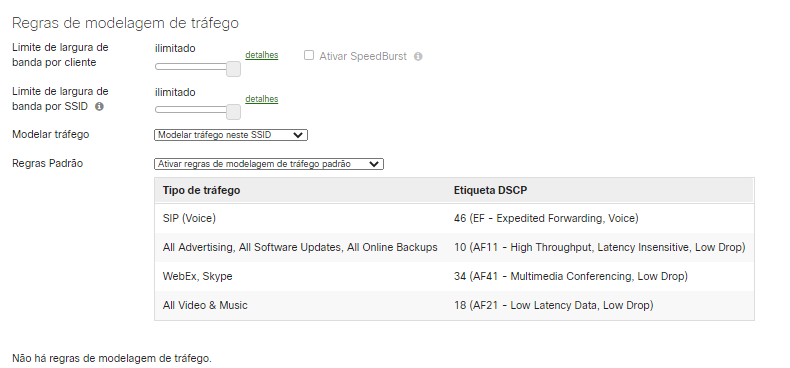 Regras de modelagem de tráfego
Limite de largura de
banda por cliente
ilimitado
detalhes
Ativar SpeedBurst
Limite de largura de
banda por SSID
ilimitado
detalhes
Modelar tráfego
Modelar tráfego neste SSID
Regras Padrão
Ativar regras de modelagem de tráfego padrão
Tipo de tráfego Etiqueta DSCP
SIP (Voice) 46 (EF - Expedited Forwarding, Voice)
All Advertising, All Software Updates, All Online Backups 10 (AF11 - High Throughput, Latency Insensitive, Low Drop)
WebEx, Skype 34 (AF41 - Multimedia Conferencing, Low Drop)
All Video & Music 18 (AF21 - Low Latency Data, Low Drop)
Não há regras de modelagem de tráfego.